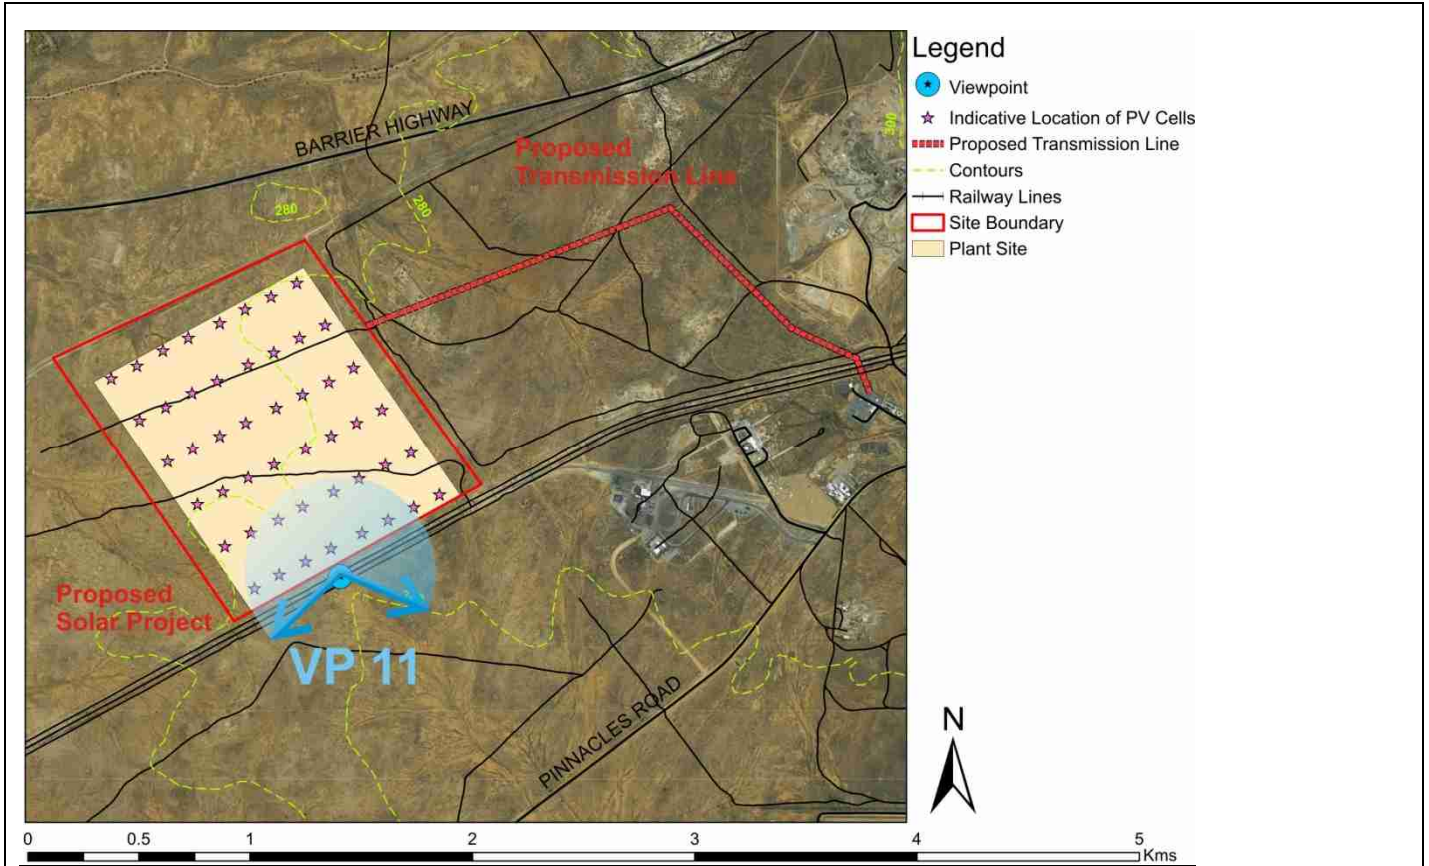 Legend
Viewpoint
Indicative Location of PV Cells
Proposed Transmission Line
Contours
Railway Lines
Site Boundary
Plant Site
BARRIER HIGHWAY
Proposed
Transmission Line
300
280
280
Proposed
Solar Project
VP 11
PINNACLES ROAD
N
0 0.5 1 2 3 4 5
Kms